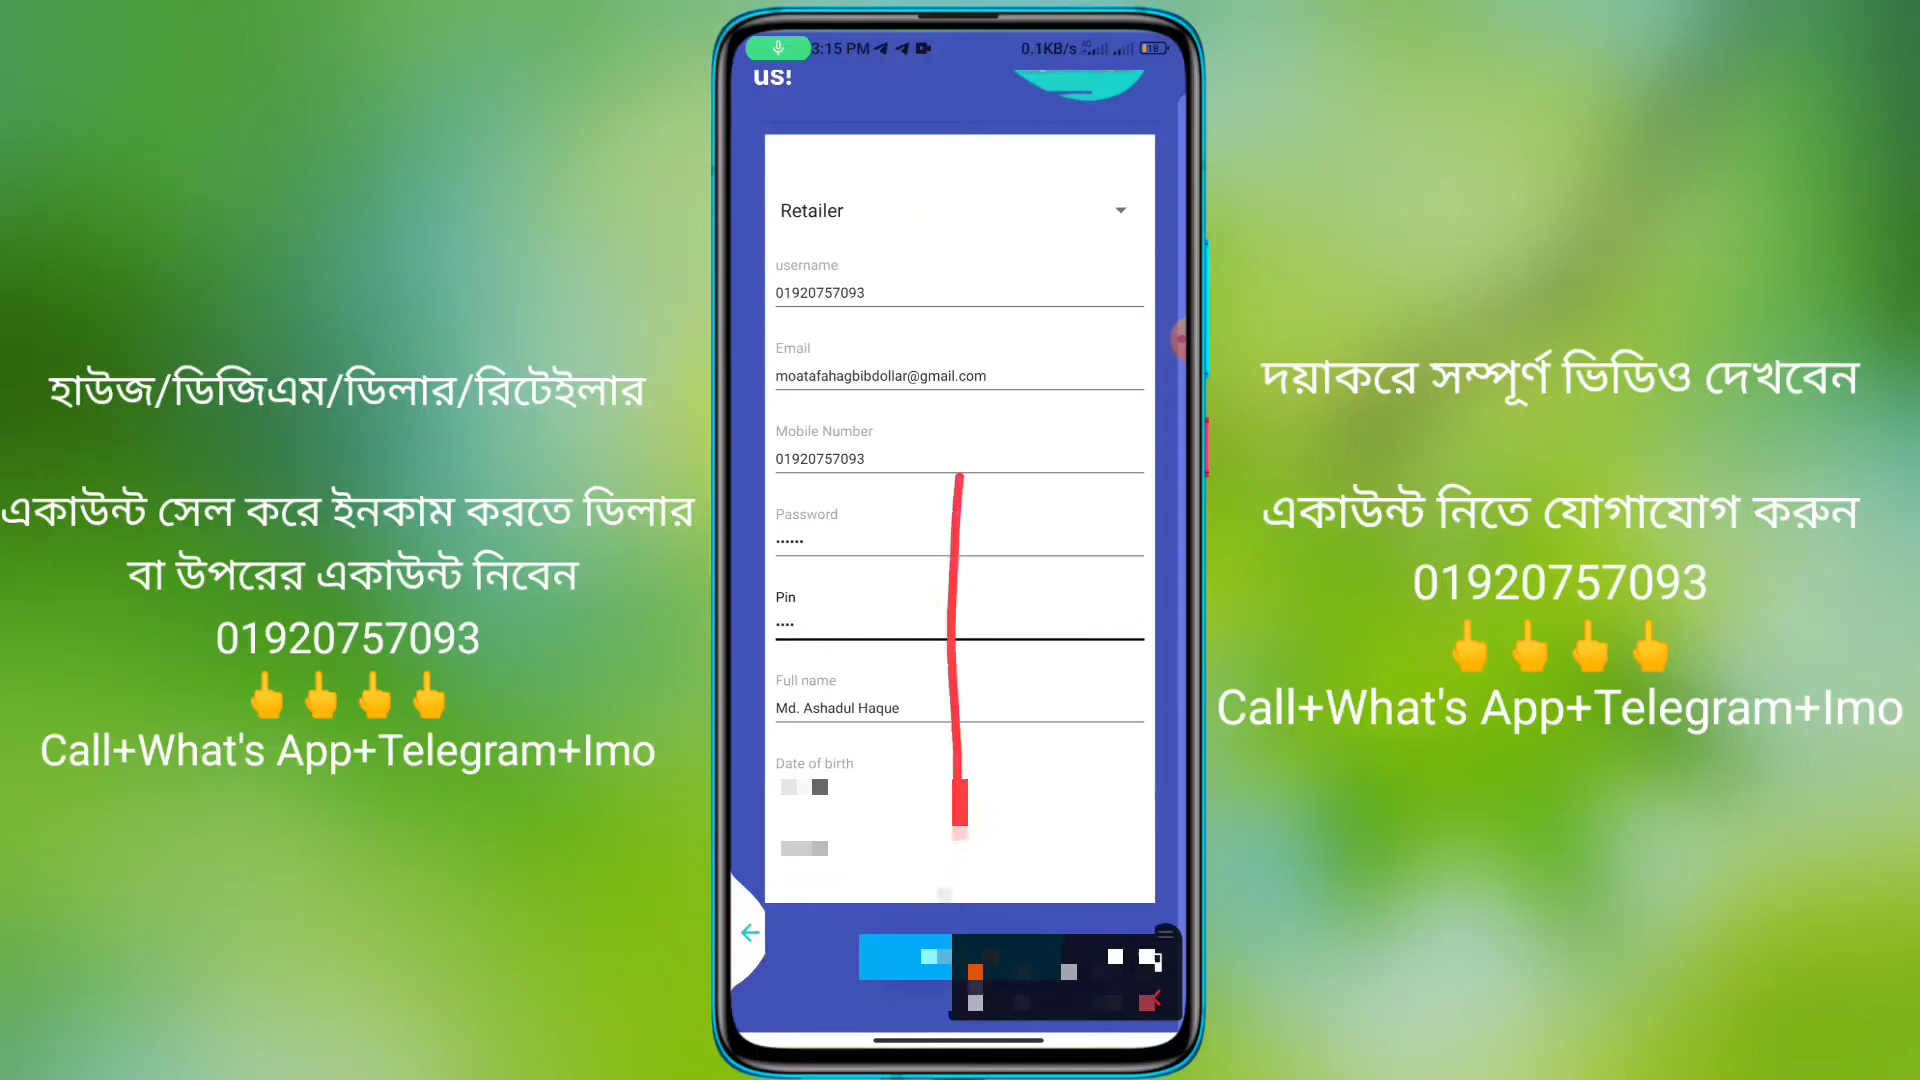 হাউজ/ডিজিএম/ডিলার/রিটেইলার
একাউন্ট সেল করে ইনকাম করতে ডিলার
বা উপরের একাউন্ট নিবেন
01920757093
👆👆👆👆
Call+What's App+Telegram+Imo
3:15 PM
0.1KB/s 4G 18
us!
Retailer
username
01920757093
Email
moatafahagbibdollar@gmail.com
Mobile Number
01920757093
Password
••••••
Pin
••••
Full name
Md. Ashadul Haque
Date of birth
দয়াকরে সম্পূর্ণ ভিডিও দেখবেন
একাউন্ট নিতে যোগাযোগ করুন
01920757093
👆👆👆👆
Call+What's App+Telegram+Imo